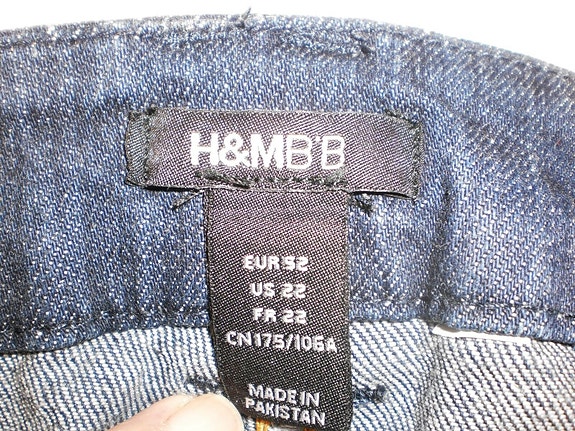 H&MB'B
EUR 52
US 22
FR 22
CN175/106A
MADE IN
PAKISTAN